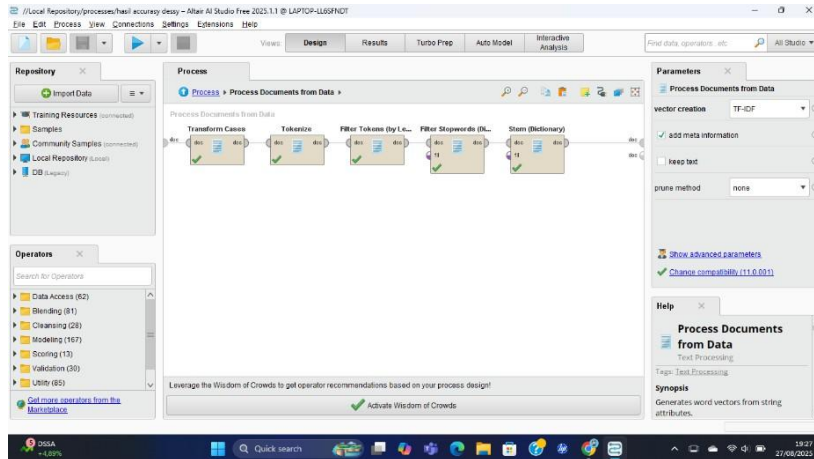 //Local Repository/processes/hasil accurasy dessy – Altair AI Studio Free 2025.1.1 @ LAPTOP-LL6SFNDT
File Edit Process View Connections Settings Extensions Help
Views: Design Results Turbo Prep Auto Model Interactive Analysis
Find data, operators...etc All Studio
Repository
Import Data
Training Resources (connected)
Samples
Community Samples (connected)
Local Repository (Local)
DB (Legacy)
Operators
Search for Operators
Data Access (62)
Blending (81)
Cleansing (28)
Modeling (167)
Scoring (13)
Validation (30)
Utility (85)
Get more operators from the Marketplace
Process
Process Process Documents from Data
Process Documents from Data
Transform Cases Tokenize Filter Tokens (by Le... Filter Stopwords (Di... Stem (Dictionary)
doc doc doc doc doc doc doc doc doc doc doc doc
doc
Leverage the Wisdom of Crowds to get operator recommendations based on your process design!
Activate Wisdom of Crowds
Parameters
Process Documents from Data
vector creation TF-IDF
add meta information
keep text
prune method none
Show advanced parameters
Change compatibility (11.0.001)
Help
Process Documents from Data
Text Processing
Tags: Text Processing
Synopsis
Generates word vectors from string attributes.
5
DSSA
+4,89%
Quick search
19:27
27/08/2025